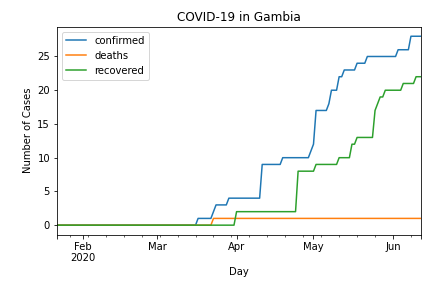 COVID-19 in Gambia
confirmed
deaths
recovered
Number of Cases
25
20
15
10
5
0
Feb
2020
Mar
Apr
May
Jun
Day